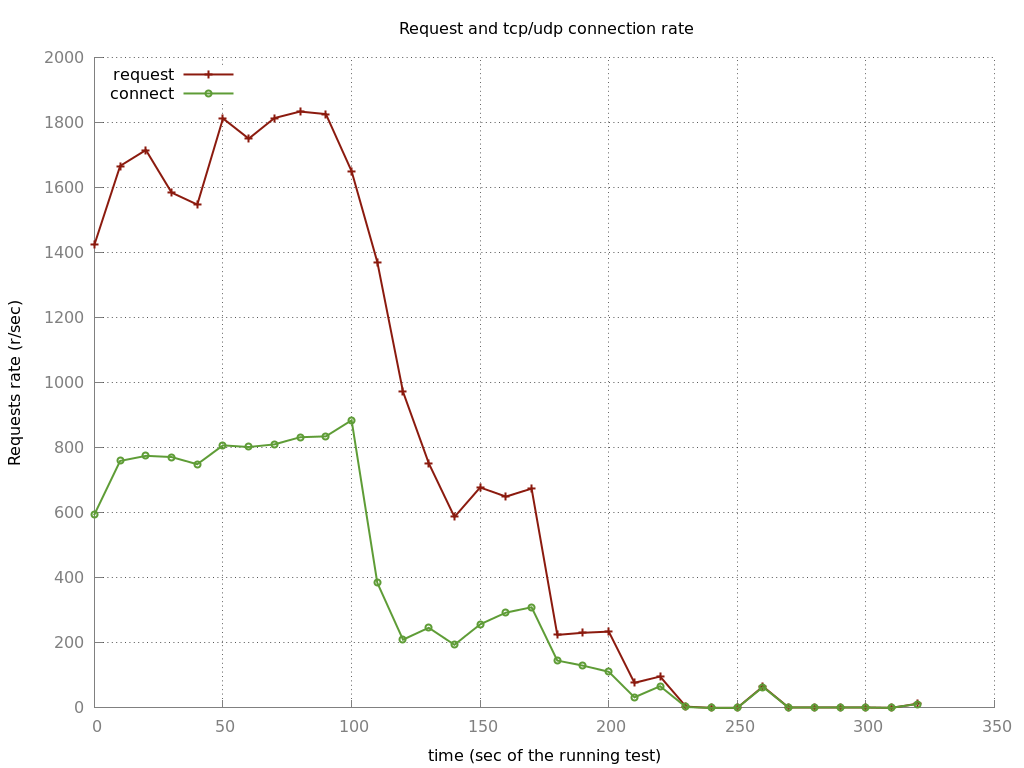 Request and tcp/udp connection rate
2000
request
connect
1800
1600
1400
1200
1000
800
600
400
200
0
Requests rate (r/sec)
0 50 100 150 200 250 300 350
time (sec of the running test)